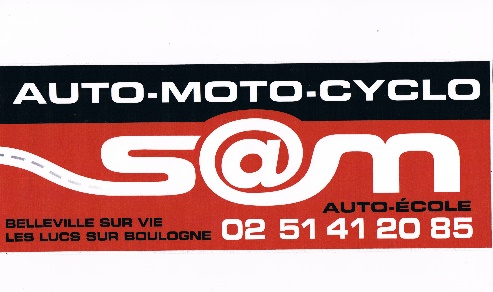 AUTO-MOTO-CYCLO
s@m
AUTO-ÉCOLE
BELLEVILLE SUR VIE
LES LUCS SUR BOULOGNE 02 51 41 20 85